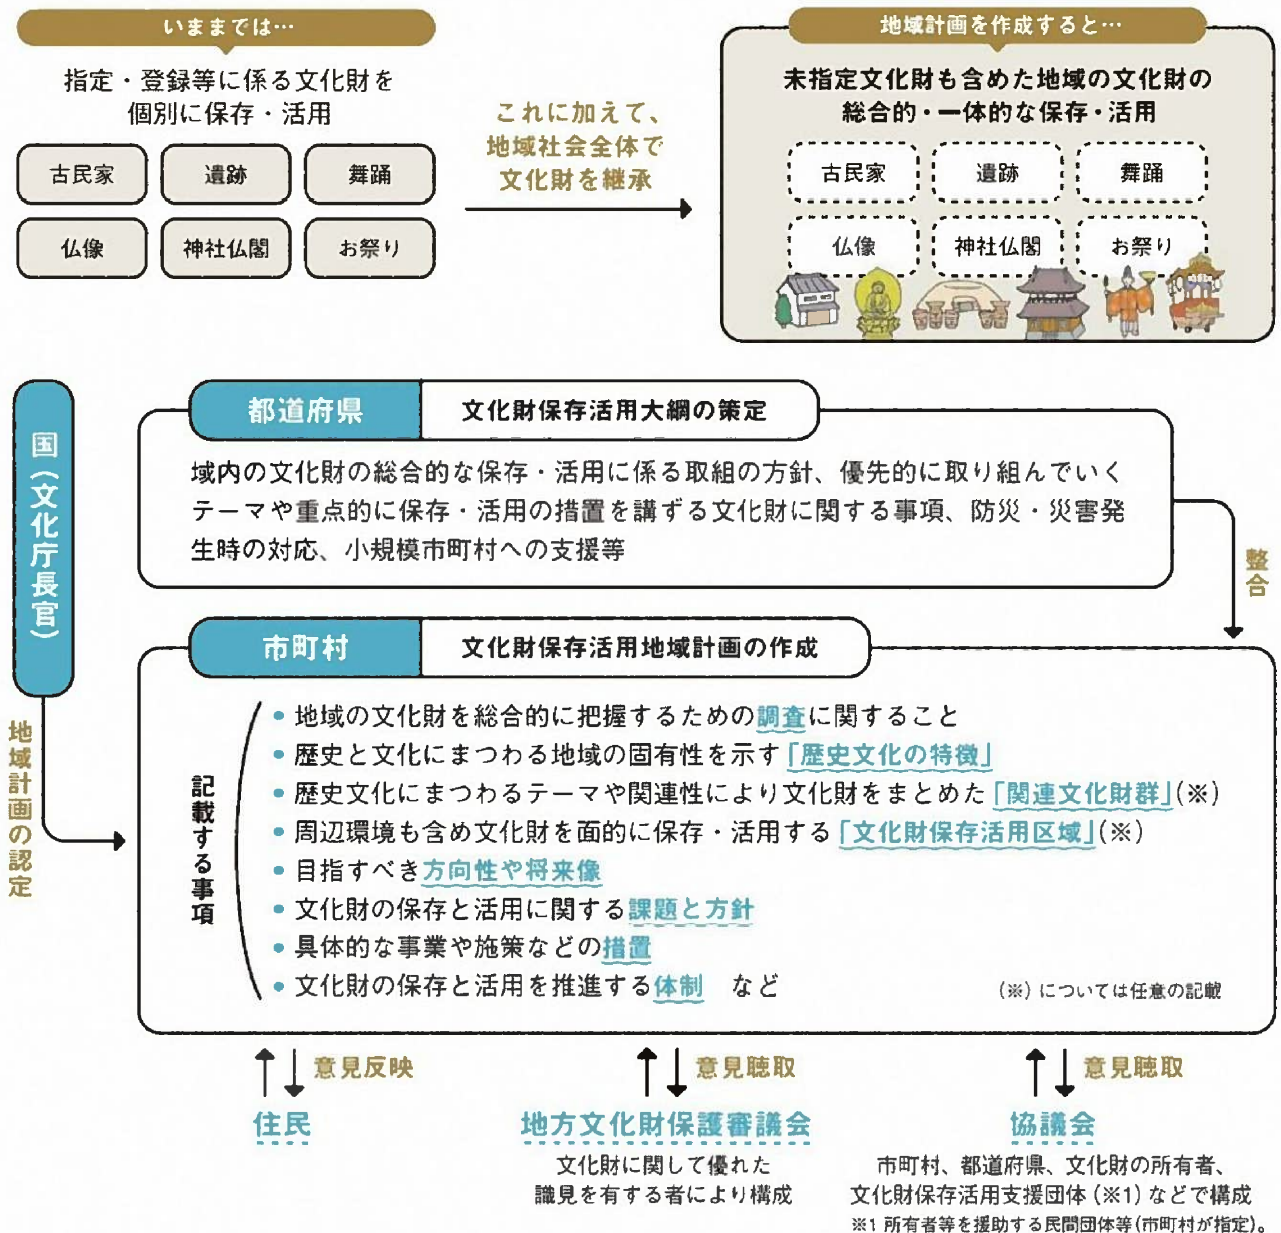 いままでは…
指定・登録等に係る文化財を
個別に保存・活用
古民家
遺跡
舞踊
仏像
神社仏閣
お祭り
これに加えて、
地域社会全体で
文化財を継承
地域計画を作成すると…
未指定文化財も含めた地域の文化財の
総合的・一体的な保存・活用
古民家
遺跡
舞踊
仏像
神社仏閣
お祭り
国（文化庁長官）
地域計画の認定
都道府県
文化財保存活用大綱の策定
域内の文化財の総合的な保存・活用に係る取組の方針、優先的に取り組んでいく
テーマや重点的に保存・活用の措置を講ずる文化財に関する事項、防災・災害発
生時の対応、小規模市町村への支援等
整合
市町村
文化財保存活用地域計画の作成
記載する事項
• 地域の文化財を総合的に把握するための調査に関すること
• 歴史と文化にまつわる地域の固有性を示す「歴史文化の特徴」
• 歴史文化にまつわるテーマや関連性により文化財をまとめた「関連文化財群」(※)
• 周辺環境も含め文化財を面的に保存・活用する「文化財保存活用区域」(※)
• 目指すべき方向性や将来像
• 文化財の保存と活用に関する課題と方針
• 具体的な事業や施策などの措置
• 文化財の保存と活用を推進する体制　など
(※) については任意の記載
意見反映
住民
意見聴取
地方文化財保護審議会
文化財に関して優れた
識見を有する者により構成
意見聴取
協議会
市町村、都道府県、文化財の所有者、
文化財保存活用支援団体 (※1) などで構成
※1 所有者等を援助する民間団体等(市町村が指定)。